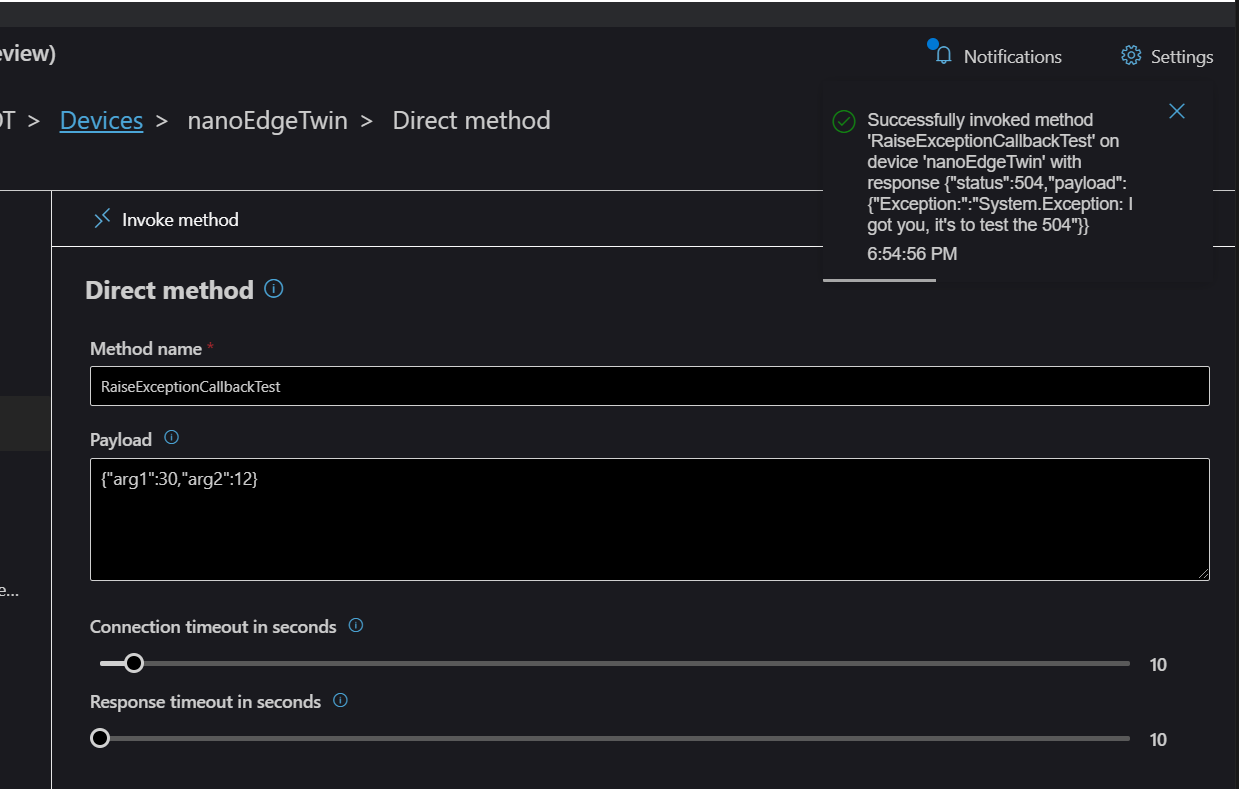 eview)
Notifications
Settings
OT > Devices > nanoEdgeTwin > Direct method
Successfully invoked method
'RaiseExceptionCallbackTest' on
device 'nanoEdgeTwin' with
response {"status":504,"payload":
{"Exception:":"System.Exception: I
got you, it's to test the 504"}}
6:54:56 PM
Invoke method
Direct method
Method name *
RaiseExceptionCallbackTest
Payload
{"arg1":30,"arg2":12}
e...
Connection timeout in seconds
10
Response timeout in seconds
10